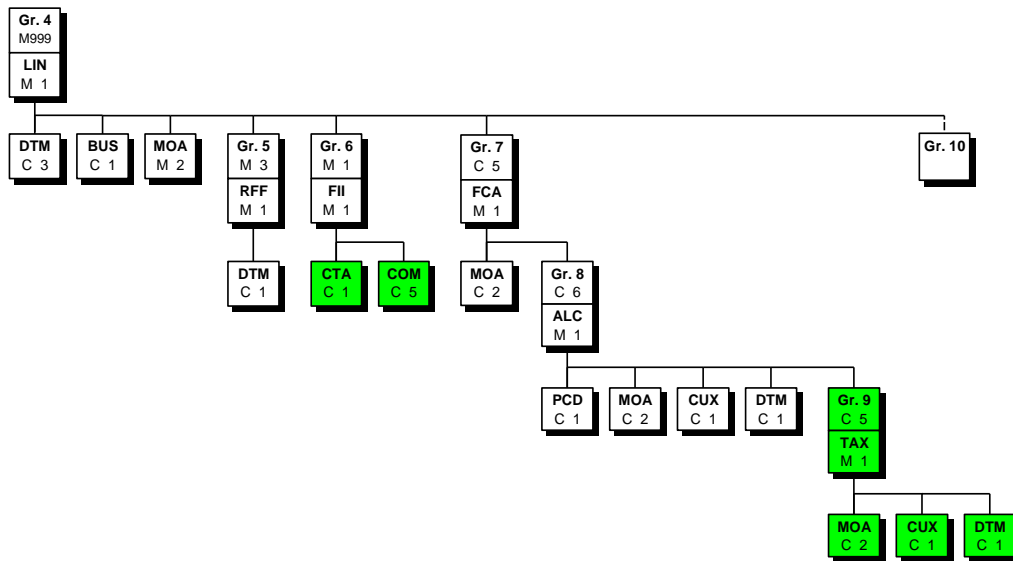 Gr. 4
M999
LIN
M 1
DTM
C 3
BUS
C 1
MOA
M 2
Gr. 5
M 3
RFF
M 1
Gr. 6
M 1
FII
M 1
Gr. 7
C 5
FCA
M 1
Gr. 10
DTM
C 1
CTA
C 1
COM
C 5
MOA
C 2
Gr. 8
C 6
ALC
M 1
PCD
C 1
MOA
C 2
CUX
C 1
DTM
C 1
Gr. 9
C 5
TAX
M 1
MOA
C 2
CUX
C 1
DTM
C 1